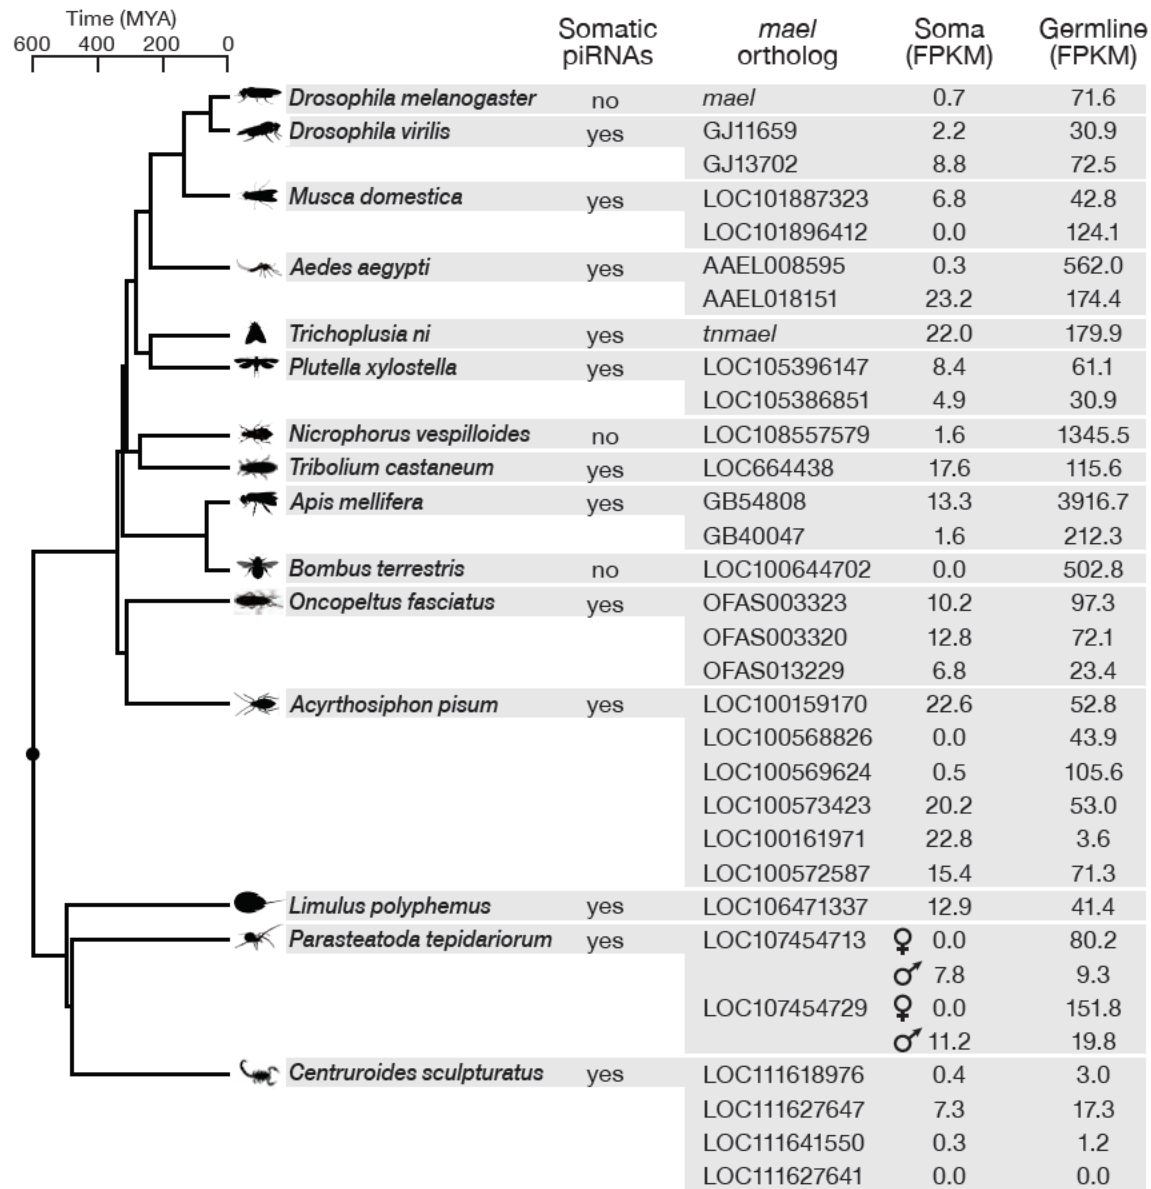 Time (MYA)
600 400 200 0
Somatic piRNAs mael ortholog Soma (FPKM) Germline (FPKM)
Drosophila melanogaster no mael 0.7 71.6
Drosophila virilis yes GJ11659 2.2 30.9
GJ13702 8.8 72.5
Musca domestica yes LOC101887323 6.8 42.8
LOC101896412 0.0 124.1
Aedes aegypti yes AAEL008595 0.3 562.0
AAEL018151 23.2 174.4
Trichoplusia ni yes tnmael 22.0 179.9
Plutella xylostella yes LOC105396147 8.4 61.1
LOC105386851 4.9 30.9
Nicrophorus vespilloides no LOC108557579 1.6 1345.5
Tribolium castaneum yes LOC664438 17.6 115.6
Apis mellifera yes GB54808 13.3 3916.7
GB40047 1.6 212.3
Bombus terrestris no LOC100644702 0.0 502.8
Oncopeltus fasciatus yes OFAS003323 10.2 97.3
OFAS003320 12.8 72.1
OFAS013229 6.8 23.4
Acyrthosiphon pisum yes LOC100159170 22.6 52.8
LOC100568826 0.0 43.9
LOC100569624 0.5 105.6
LOC100573423 20.2 53.0
LOC100161971 22.8 3.6
LOC100572587 15.4 71.3
Limulus polyphemus yes LOC106471337 12.9 41.4
Parasteatoda tepidariorum yes LOC107454713 ♀ 0.0 80.2
♂ 7.8 9.3
LOC107454729 ♀ 0.0 151.8
♂ 11.2 19.8
Centruroides sculpturatus yes LOC111618976 0.4 3.0
LOC111627647 7.3 17.3
LOC111641550 0.3 1.2
LOC111627641 0.0 0.0